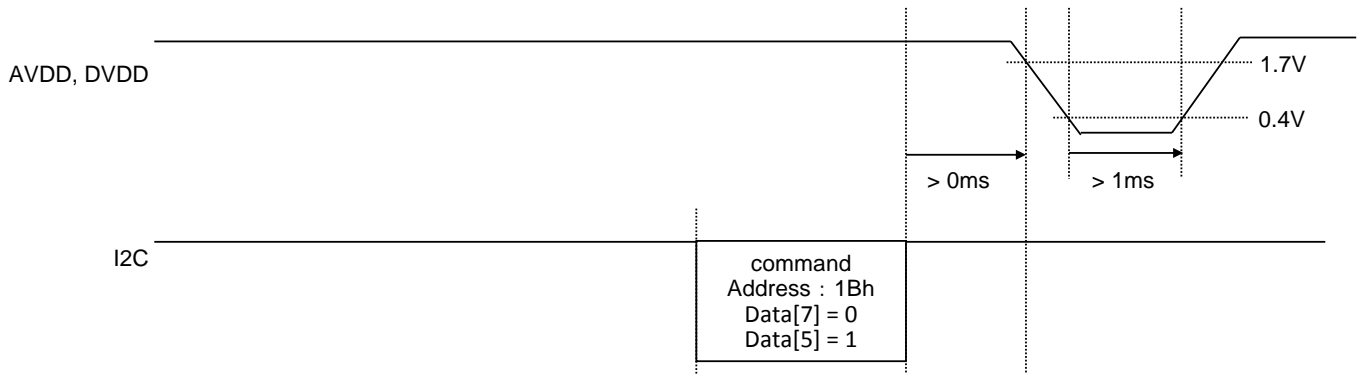 AVDD, DVDD
1.7V
0.4V
> 0ms
> 1ms
I2C
command
Address : 1Bh
Data[7] = 0
Data[5] = 1